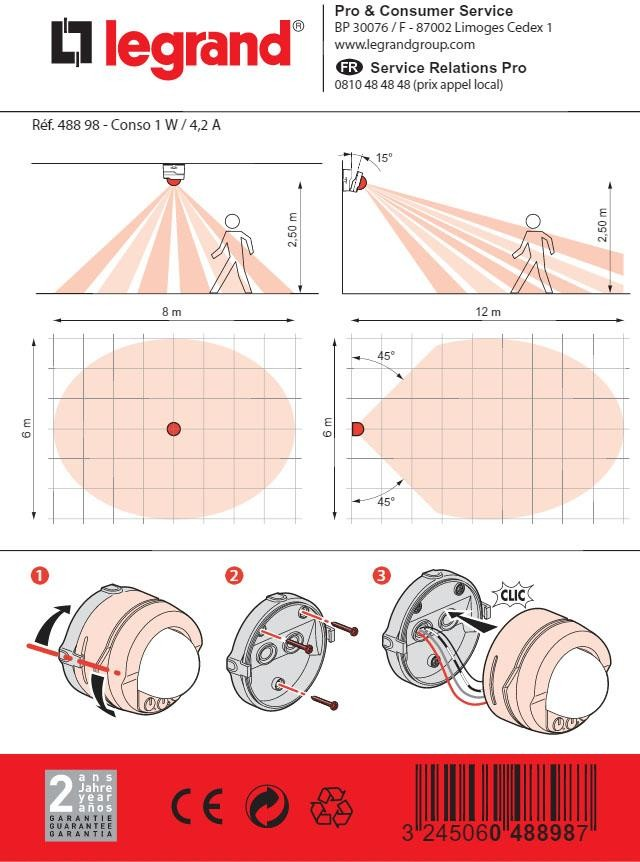 legrand®
Pro & Consumer Service
BP 30076 / F - 87002 Limoges Cedex 1
www.legrandgroup.com
FR Service Relations Pro
0810 48 48 48 (prix appel local)
Réf. 488 98 - Conso 1 W / 4,2 A
15°
2,50 m
2,50 m
8 m
12 m
6 m
45°
6 m
45°
1
2
3
CLIC
2 ans
Jahre
year
años
GARANTIE
GUARANTEE
GARANTIA
CE
3 245060 488987